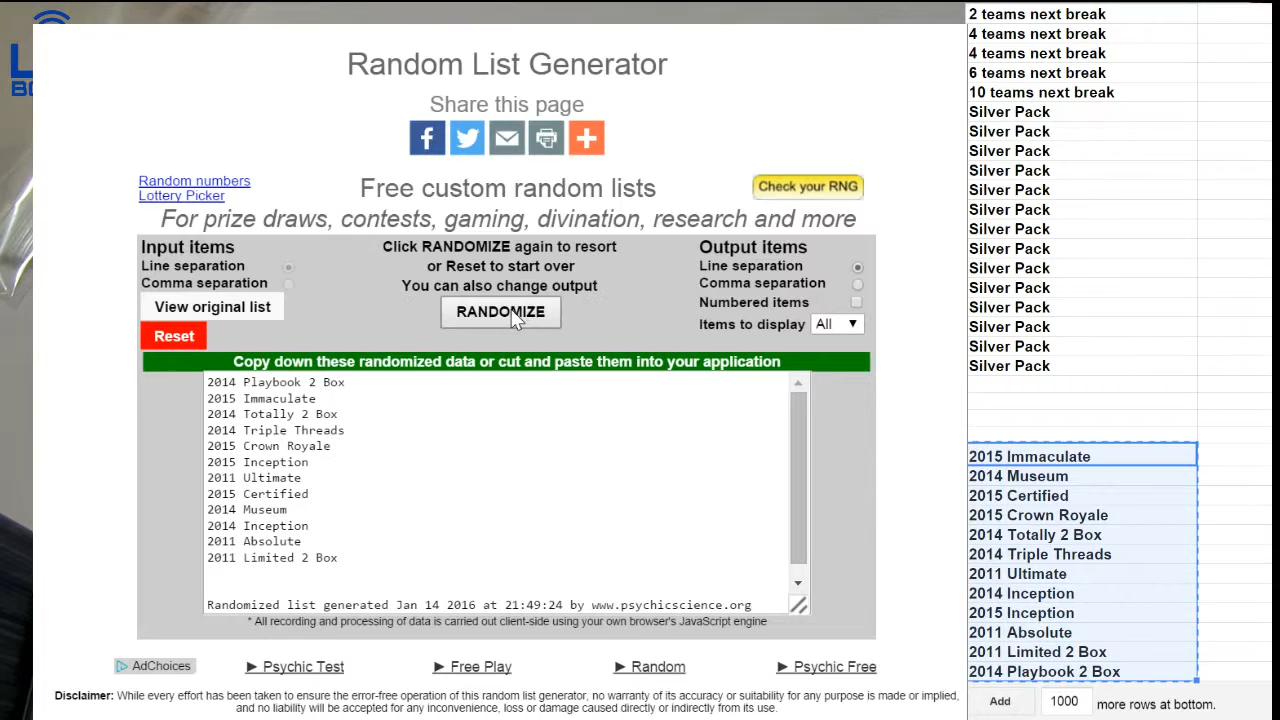 Random List Generator
Share this page
Random numbers
Lottery Picker
Free custom random lists
Check your RNG
For prize draws, contests, gaming, divination, research and more
Input items
Line separation
Comma separation
View original list
Reset
Click RANDOMIZE again to resort
or Reset to start over
You can also change output
RANDOMIZE
Output items
Line separation
Comma separation
Numbered items
Items to display All
Copy down these randomized data or cut and paste them into your application
2014 Playbook 2 Box
2015 Immaculate
2014 Totally 2 Box
2014 Triple Threads
2015 Crown Royale
2015 Inception
2011 Ultimate
2015 Certified
2014 Museum
2014 Inception
2011 Absolute
2011 Limited 2 Box
Randomized list generated Jan 14 2016 at 21:49:24 by www.psychicscience.org
* All recording and processing of data is carried out client-side using your own browser's JavaScript engine
AdChoices
► Psychic Test
► Free Play
► Random
► Psychic Free
Disclaimer: While every effort has been taken to ensure the error-free operation of this random list generator, no warranty of its accuracy or suitability for any purpose is made or implied,
and no liability will be accepted for any inconvenience, loss or damage caused directly or indirectly from its use.
2 teams next break
4 teams next break
4 teams next break
6 teams next break
10 teams next break
Silver Pack
Silver Pack
Silver Pack
Silver Pack
Silver Pack
Silver Pack
Silver Pack
Silver Pack
Silver Pack
Silver Pack
Silver Pack
Silver Pack
Silver Pack
Silver Pack
2015 Immaculate
2014 Museum
2015 Certified
2015 Crown Royale
2014 Totally 2 Box
2014 Triple Threads
2011 Ultimate
2014 Inception
2015 Inception
2011 Absolute
2011 Limited 2 Box
2014 Playbook 2 Box
Add 1000 more rows at bottom.